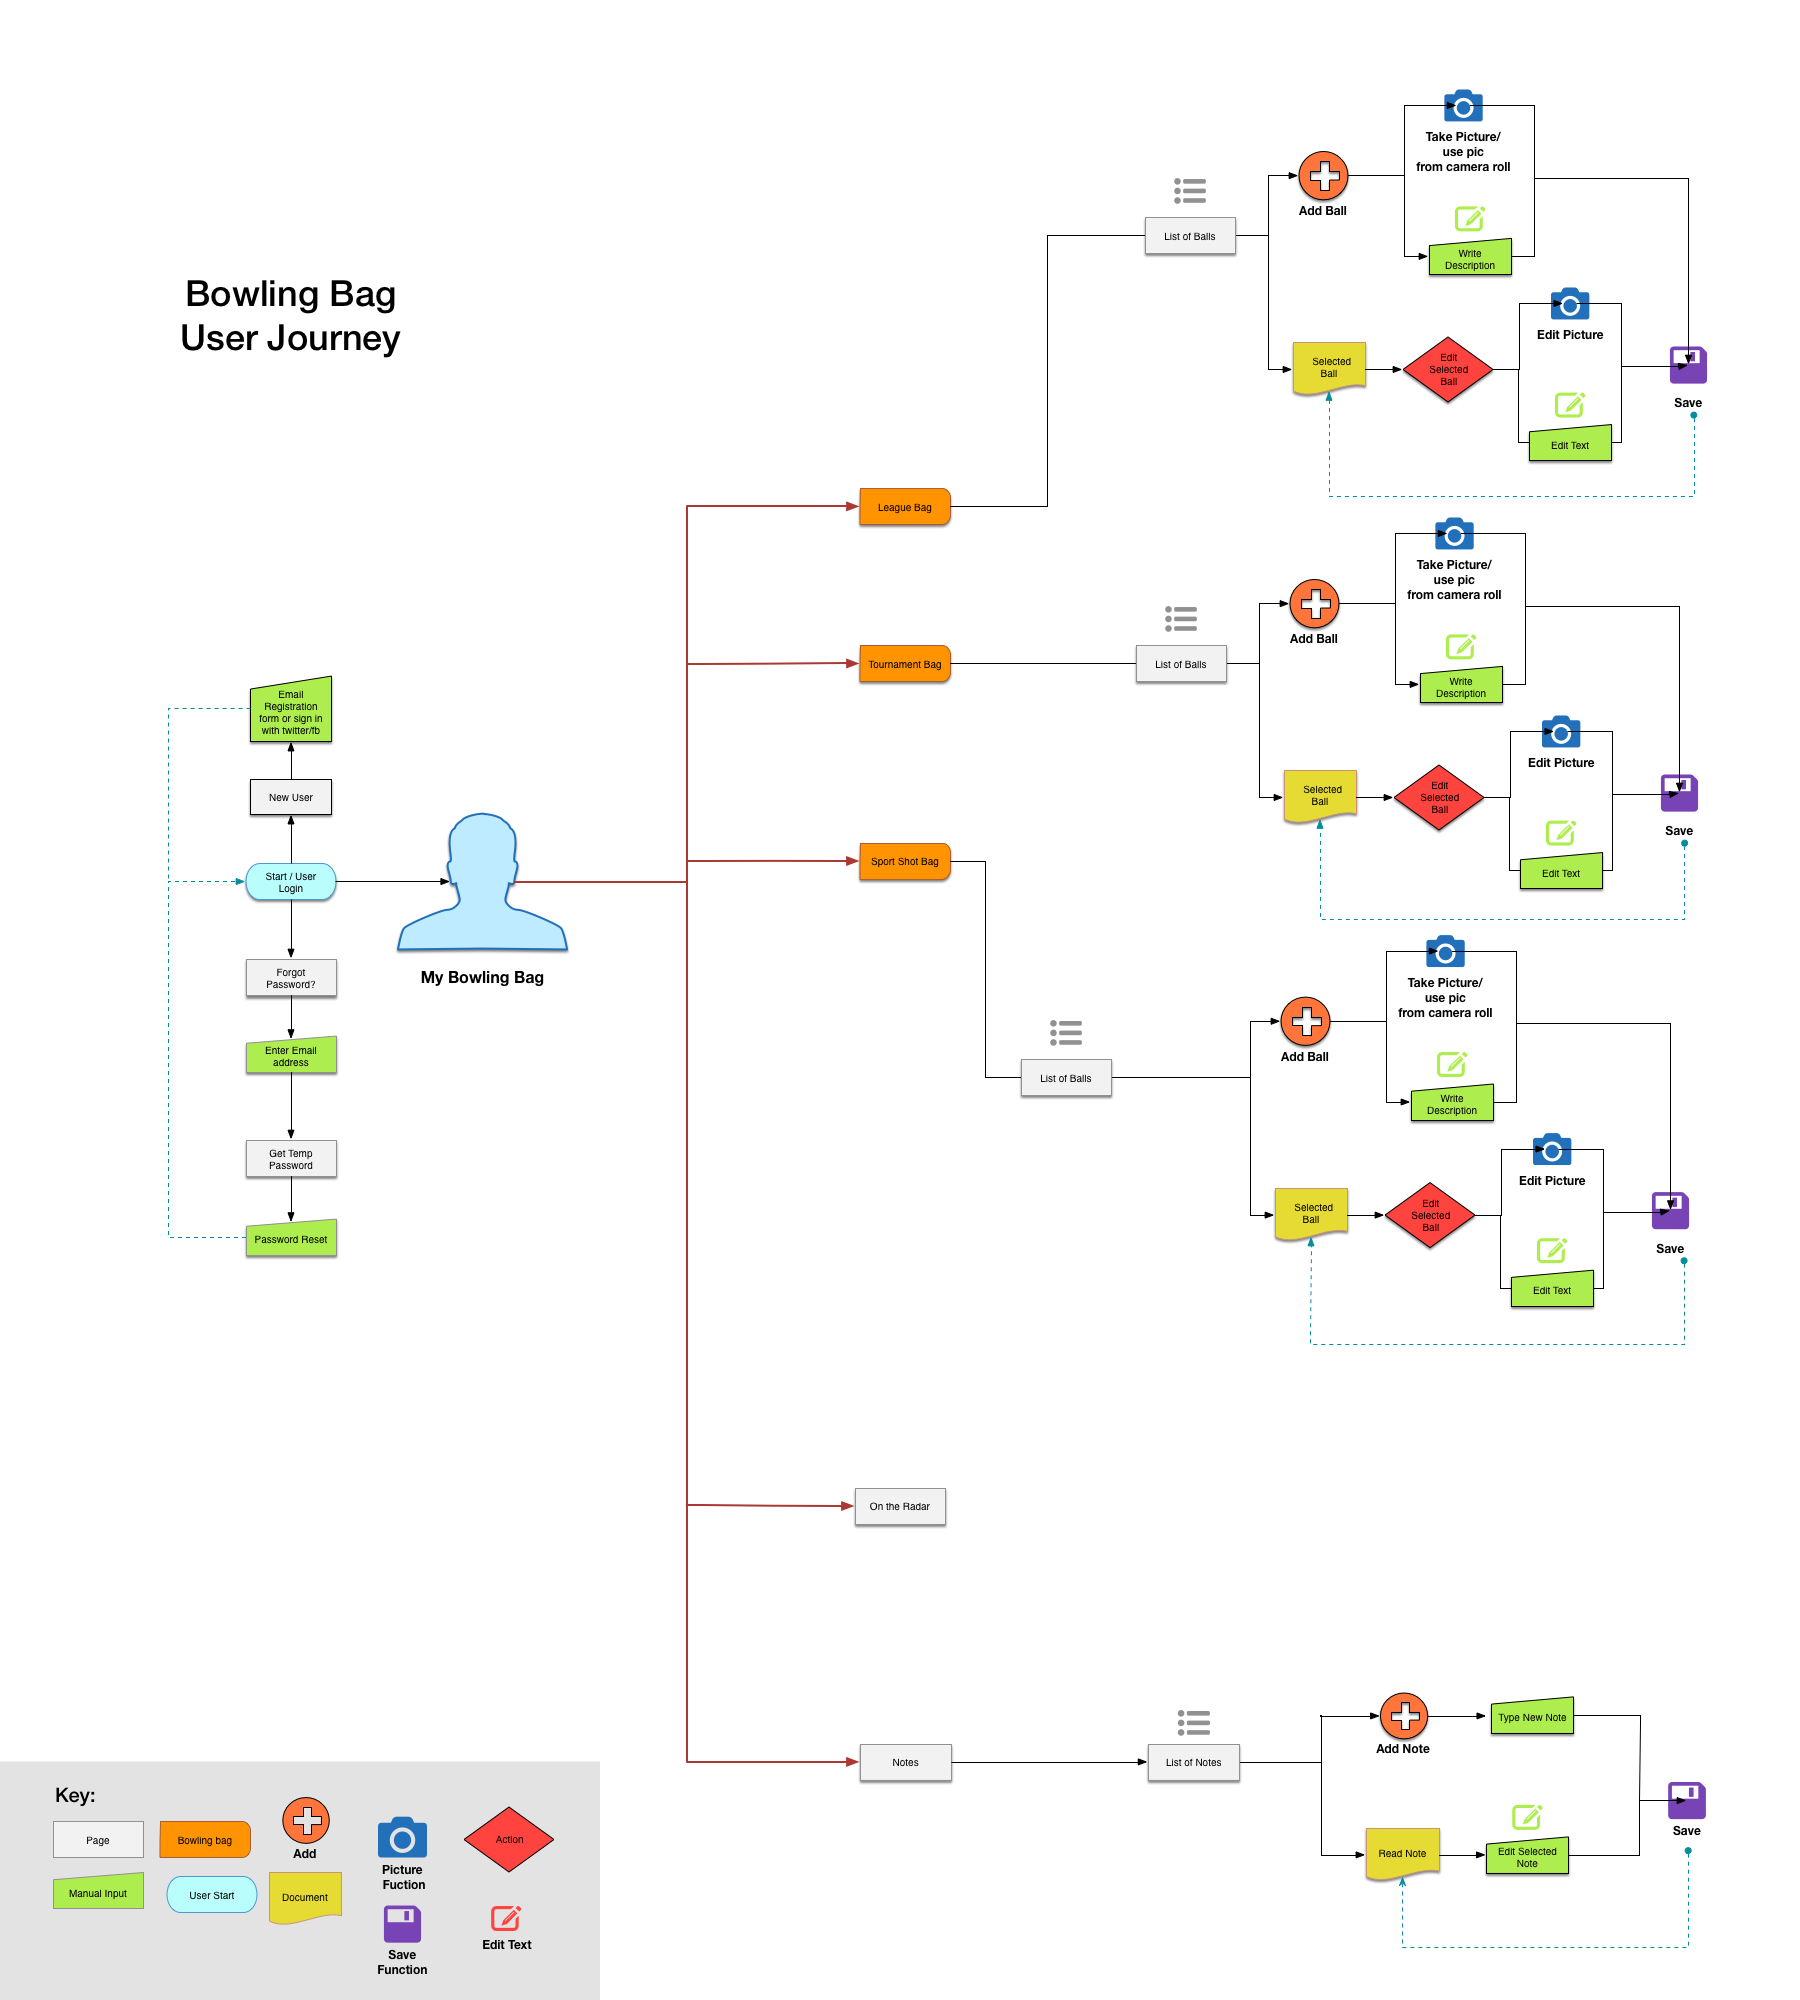 Bowling Bag
User Journey
Take Picture/
use pic
from camera roll
Add Ball
List of Balls
Write
Description
Edit Picture
Selected
Ball
Edit
Selected
Ball
Save
Edit Text
League Bag
Take Picture/
use pic
from camera roll
Add Ball
Tournament Bag
List of Balls
Write
Description
Edit Picture
Selected
Ball
Edit
Selected
Ball
Save
Edit Text
Email
Registration
form or sign in
with twitter/fb
New User
Start / User
Login
My Bowling Bag
Forgot
Password?
Enter Email
address
Get Temp
Password
Password Reset
Sport Shot Bag
Take Picture/
use pic
from camera roll
Add Ball
List of Balls
Write
Description
Edit Picture
Selected
Ball
Edit
Selected
Ball
Save
Edit Text
On the Radar
Notes
List of Notes
Add Note
Type New Note
Read Note
Edit Selected
Note
Save
Key:
Page
Bowling bag
Add
Picture
Fuction
Action
Manual Input
User Start
Document
Save
Function
Edit Text